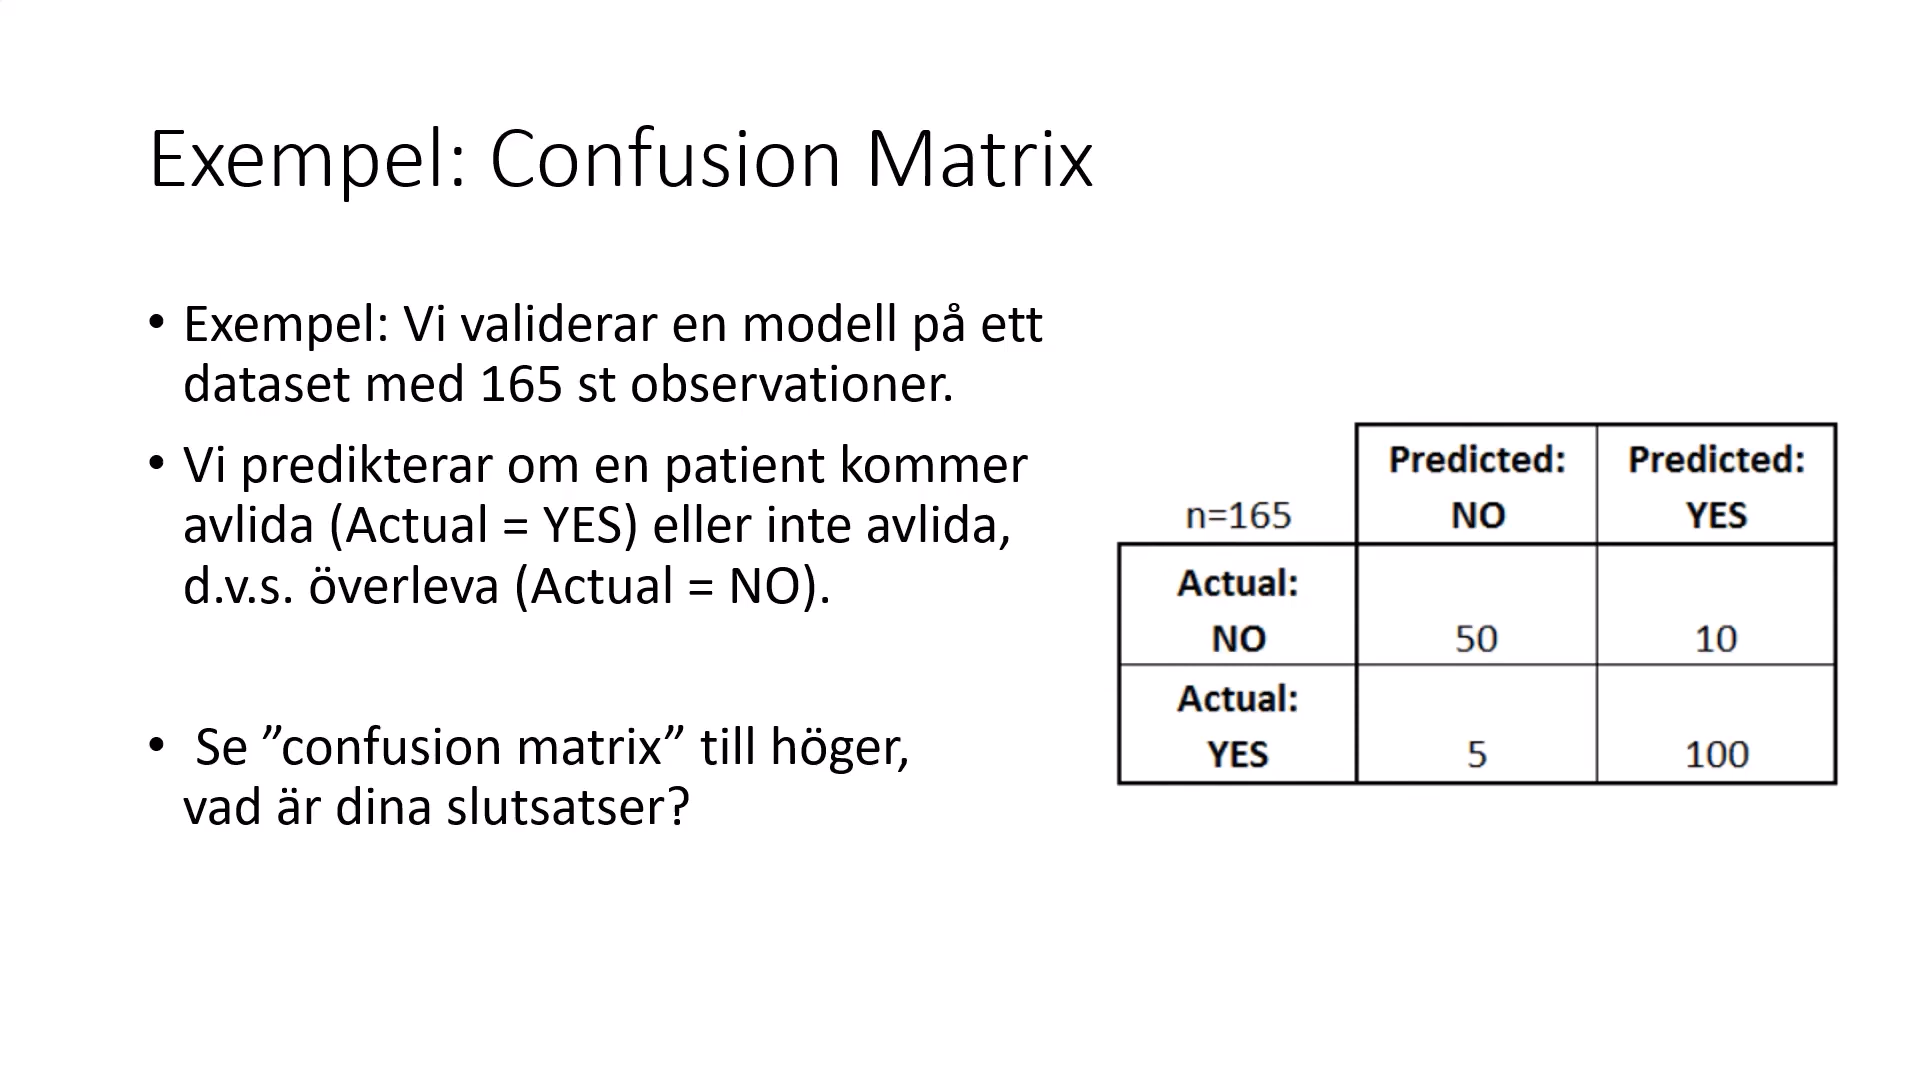 Exempel: Confusion Matrix
• Exempel: Vi validerar en modell på ett
dataset med 165 st observationer.
• Vi predikterar om en patient kommer
avlida (Actual = YES) eller inte avlida,
d.v.s. överleva (Actual = NO).
• Se ”confusion matrix” till höger,
vad är dina slutsatser?
Predicted: Predicted:
n=165 NO YES
Actual:
NO 50 10
Actual:
YES 5 100